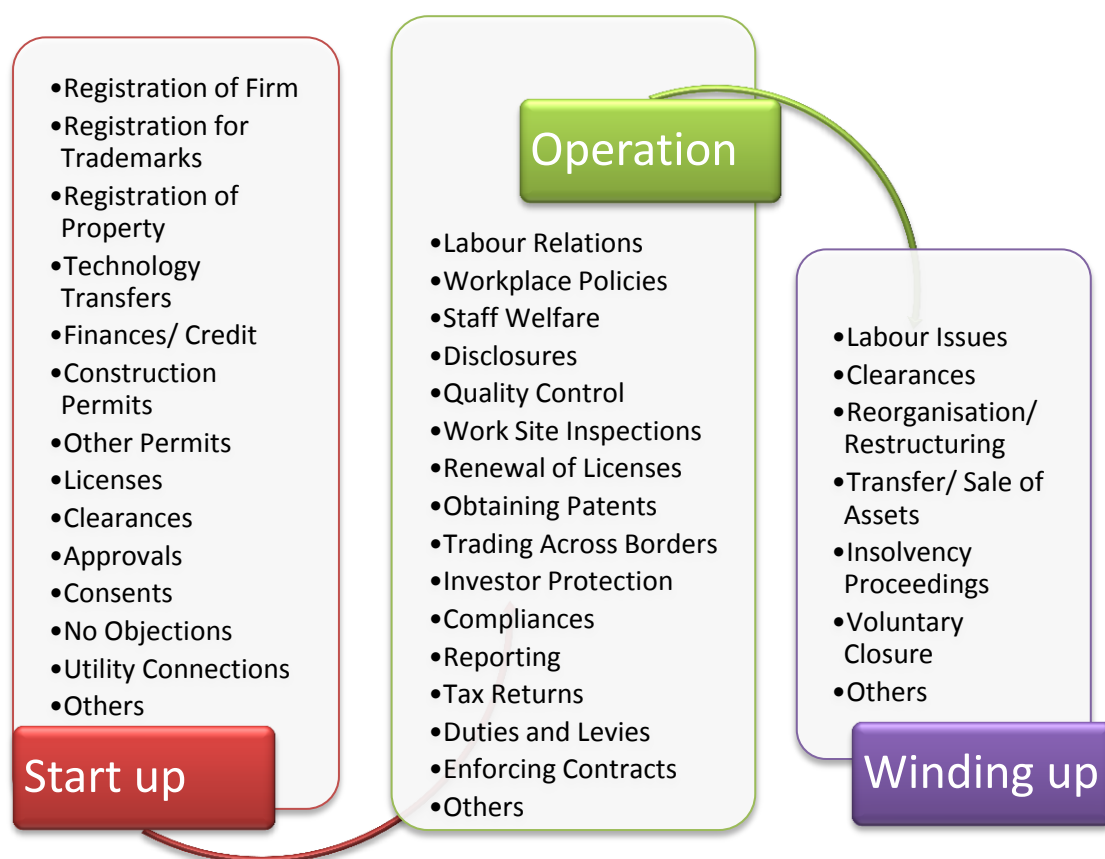 •Registration of Firm
•Registration for
Trademarks
•Registration of
Property
•Technology
Transfers
•Finances/ Credit
•Construction
Permits
•Other Permits
•Licenses
•Clearances
•Approvals
•Consents
•No Objections
•Utility Connections
•Others
Start up
Operation
•Labour Relations
•Workplace Policies
•Staff Welfare
•Disclosures
•Quality Control
•Work Site Inspections
•Renewal of Licenses
•Obtaining Patents
•Trading Across Borders
•Investor Protection
•Compliances
•Reporting
•Tax Returns
•Duties and Levies
•Enforcing Contracts
•Others
•Labour Issues
•Clearances
•Reorganisation/
Restructuring
•Transfer/ Sale of
Assets
•Insolvency
Proceedings
•Voluntary
Closure
•Others
Winding up